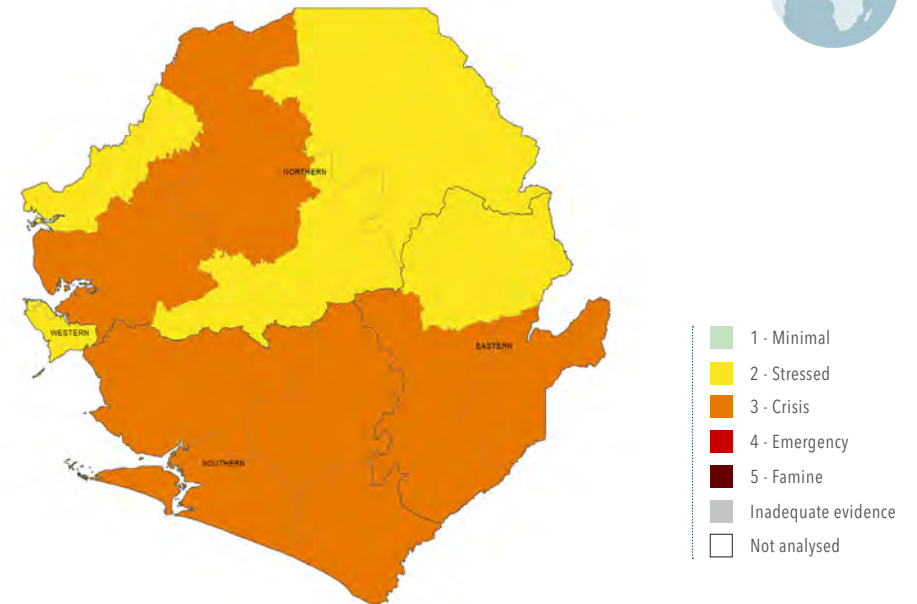 NORTHERN
WESTERN
EASTERN
SOUTHERN
1 - Minimal
2 - Stressed
3 - Crisis
4 - Emergency
5 - Famine
Inadequate evidence
Not analysed